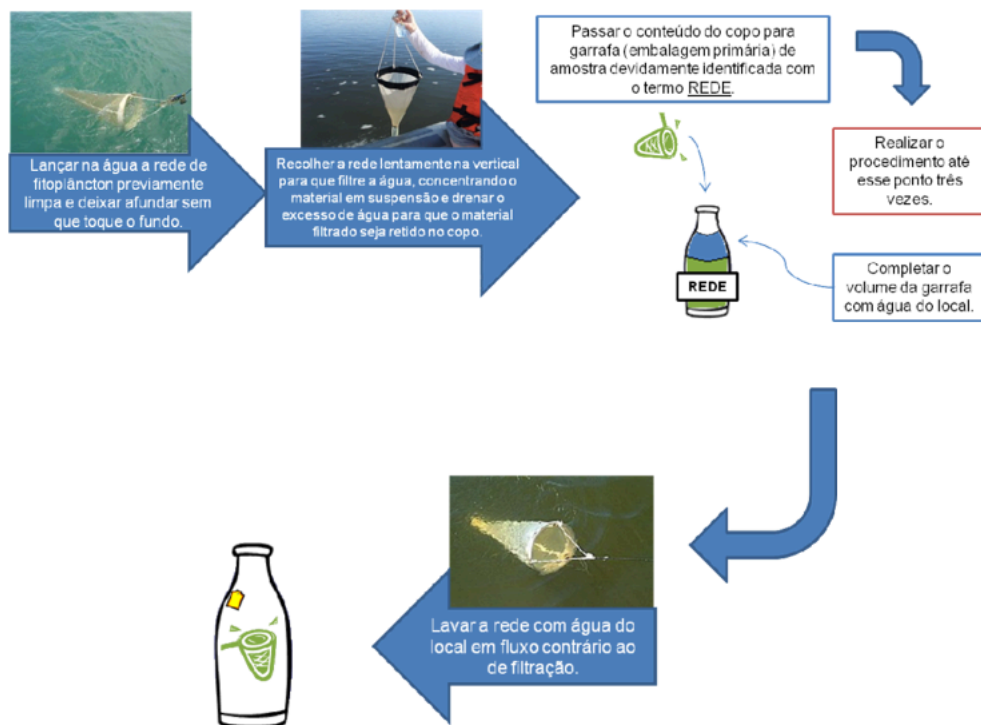 Lançar na água a rede de
fitoplâncton previamente
limpa e deixar afundar sem
que toque o fundo.
Recolher a rede lentamente na vertical
para que filtre a água, concentrando o
material em suspensão e drenar o
excesso de água para que o material
filtrado seja retido no copo.
Passar o conteúdo do copo para
garrafa (embalagem primária) de
amostra devidamente identificada com
o termo REDE.
Realizar o
procedimento até
esse ponto três
vezes.
REDE
Completar o
volume da garrafa
com água do local.
Lavar a rede com água do
local em fluxo contrário ao
de filtração.